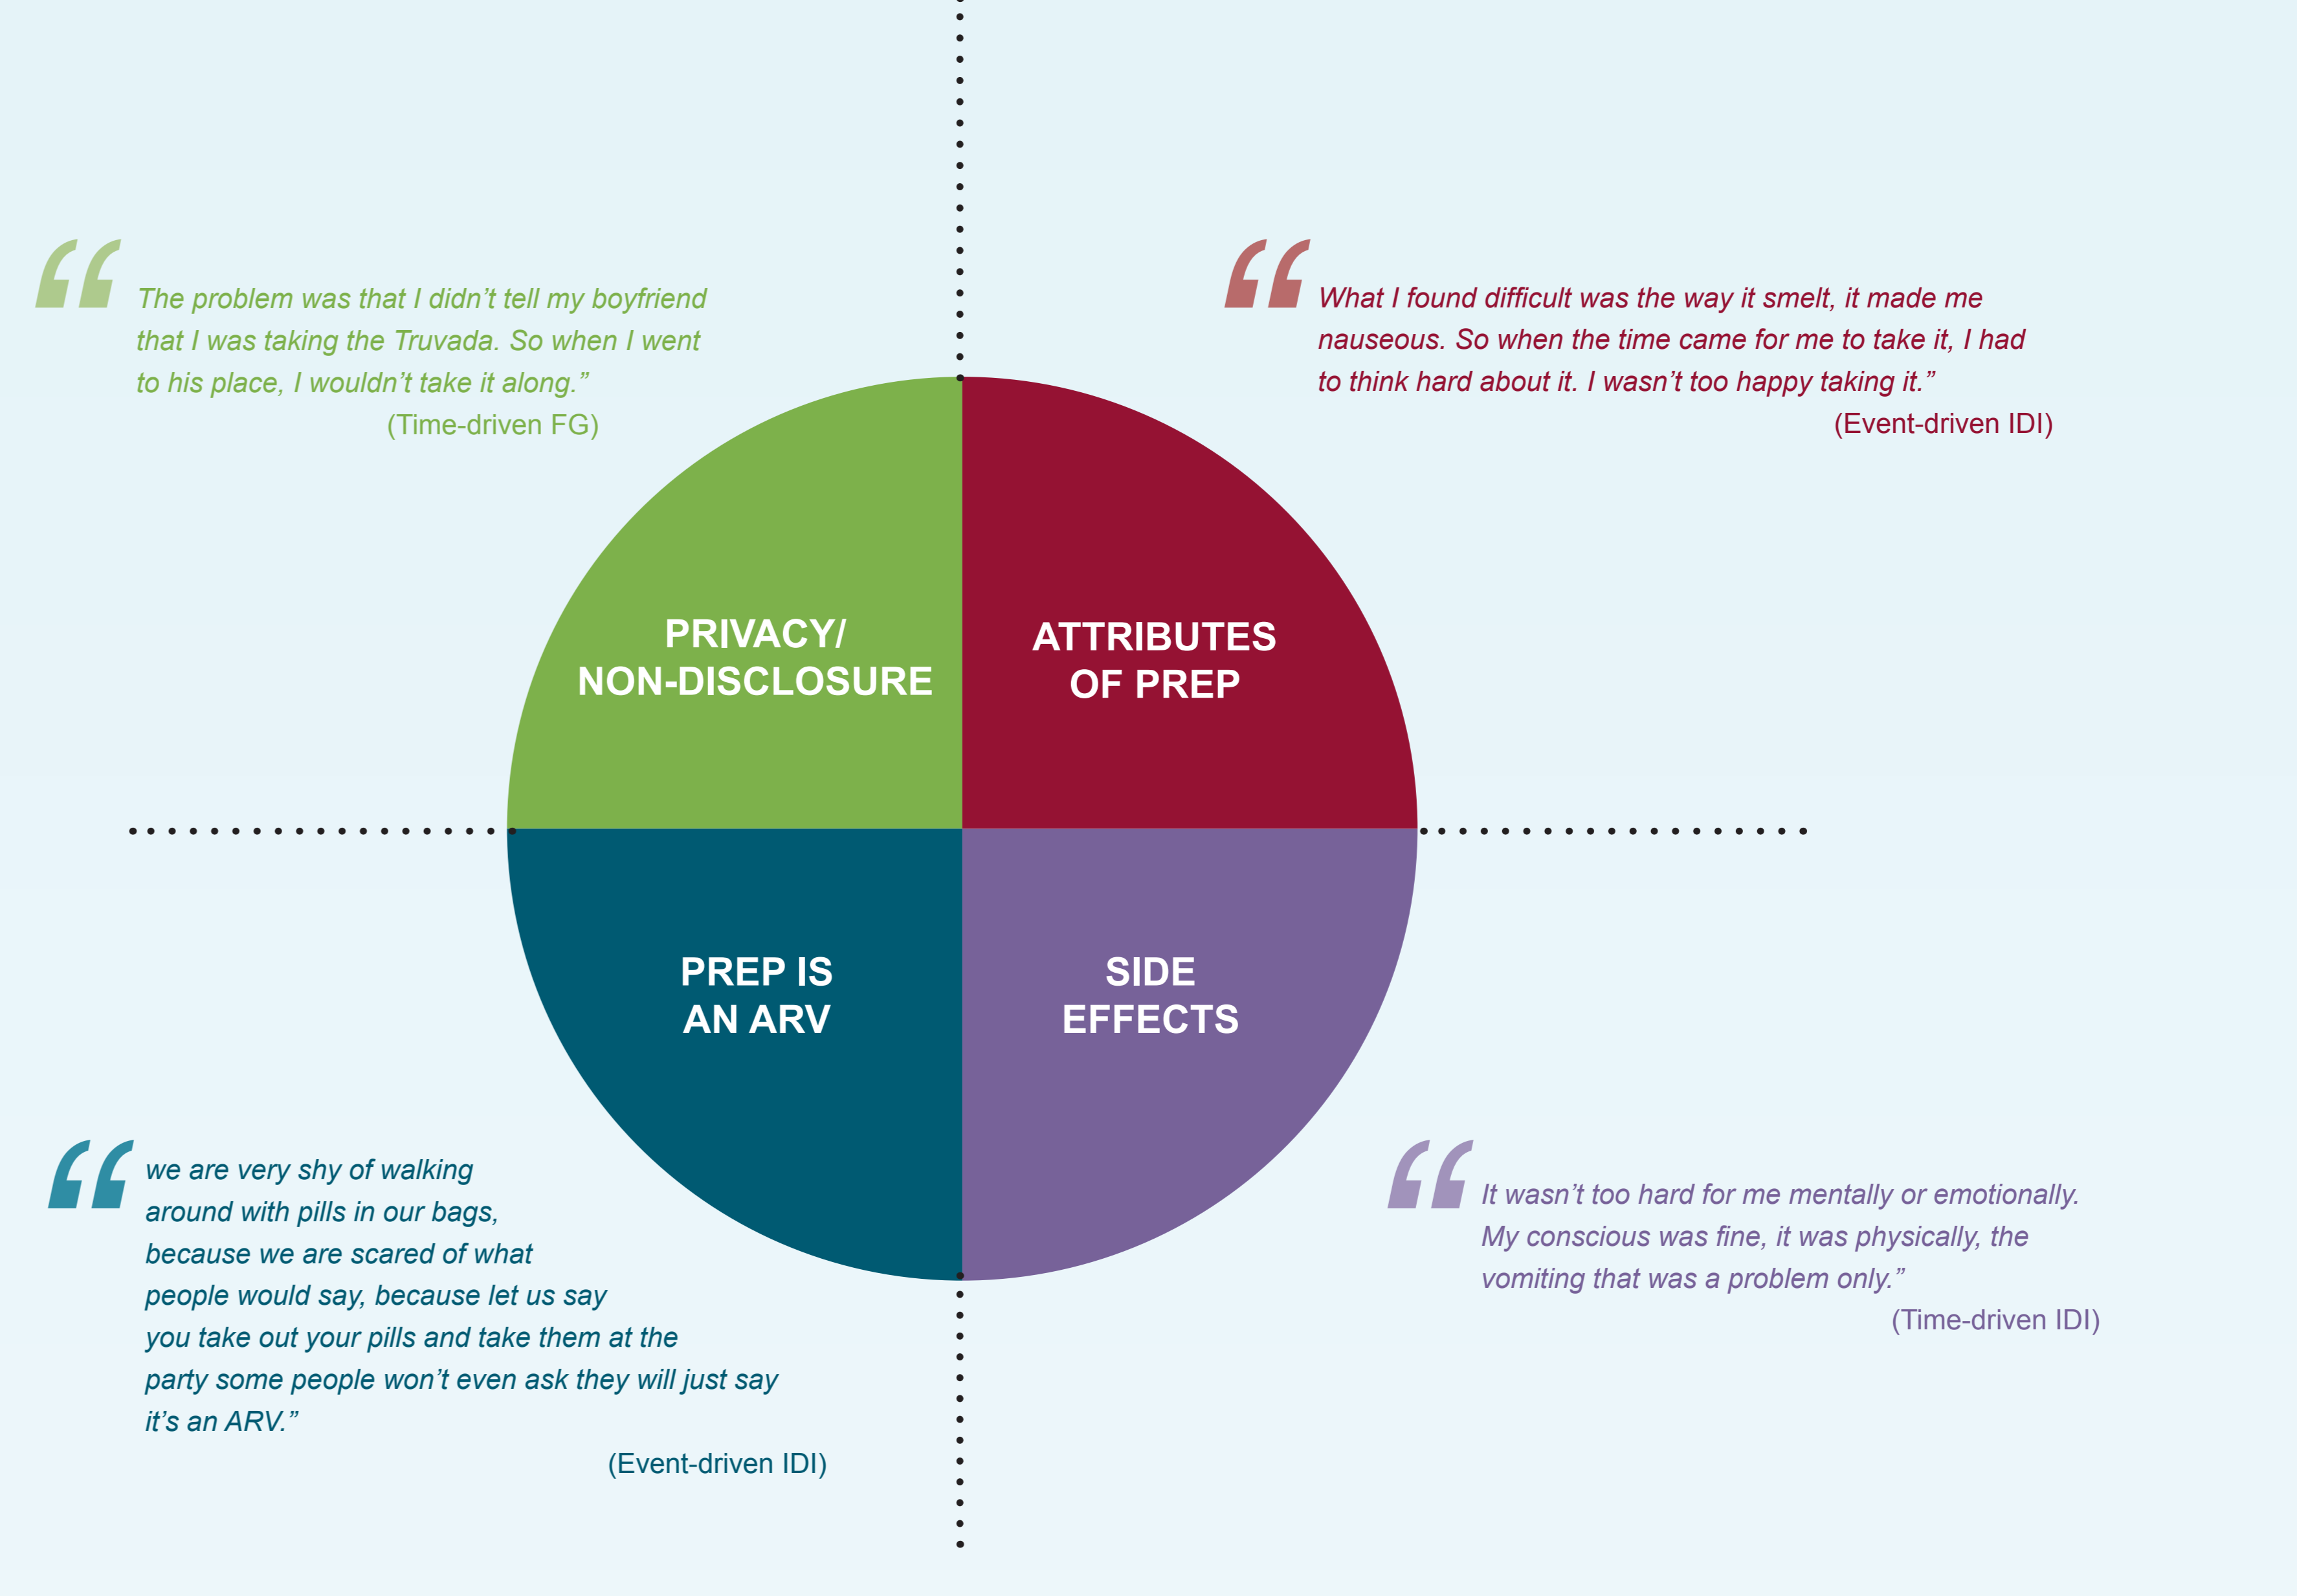 “
The problem was that I didn’t tell my boyfriend
that I was taking the Truvada. So when I went
to his place, I wouldn’t take it along.”
(Time-driven FG)
“
What I found difficult was the way it smelt, it made me
nauseous. So when the time came for me to take it, I had
to think hard about it. I wasn’t too happy taking it.”
(Event-driven IDI)
PRIVACY/
NON-DISCLOSURE
ATTRIBUTES
OF PREP
PREP IS
AN ARV
SIDE
EFFECTS
“
we are very shy of walking
around with pills in our bags,
because we are scared of what
people would say, because let us say
you take out your pills and take them at the
party some people won’t even ask they will just say
it’s an ARV.”
(Event-driven IDI)
“
It wasn’t too hard for me mentally or emotionally.
My conscious was fine, it was physically, the
vomiting that was a problem only.”
(Time-driven IDI)